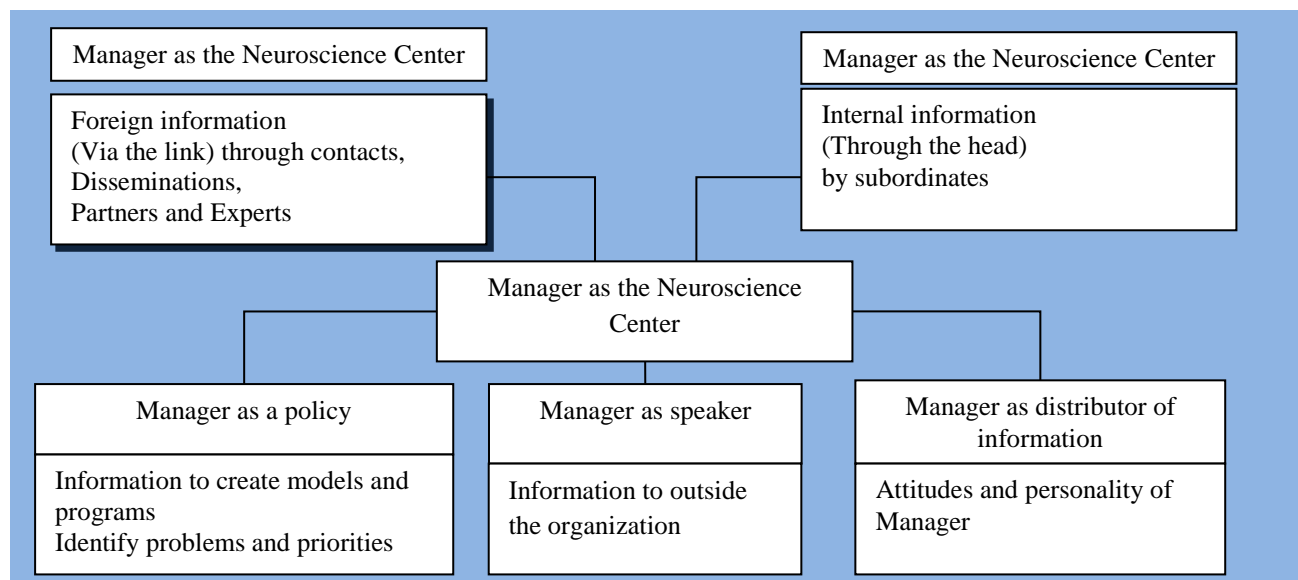 Manager as the Neuroscience Center
Foreign information
(Via the link) through contacts,
Disseminations,
Partners and Experts
Manager as the Neuroscience Center
Internal information
(Through the head)
by subordinates
Manager as the Neuroscience
Center
Manager as a policy
Information to create models and
programs
Identify problems and priorities
Manager as speaker
Information to outside
the organization
Manager as distributor of
information
Attitudes and personality of
Manager